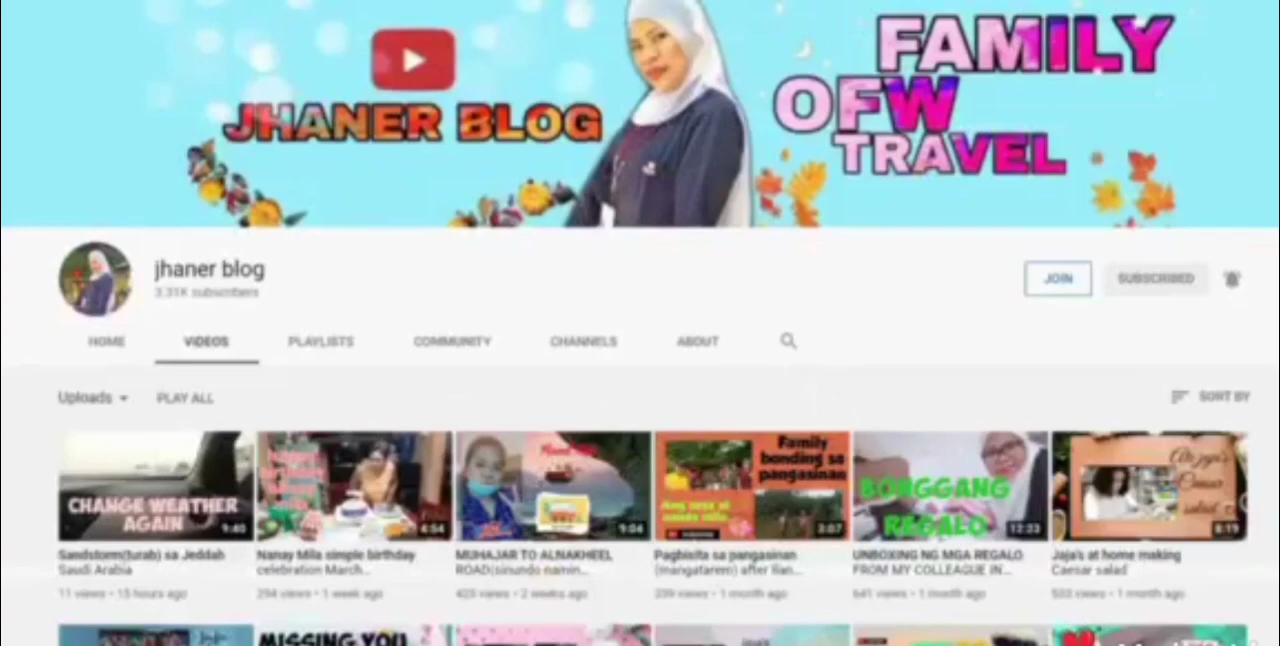 FAMILY
OFW
TRAVEL
JHANER BLOG
jhaner blog
3.31K subscribers
JOIN
SUBSCRIBED
HOME
VIDEOS
PLAYLISTS
COMMUNITY
CHANNELS
ABOUT
Uploads
PLAY ALL
SORT BY
CHANGE WEATHER
AGAIN
9:40
Sandstorm(turab) sa Jeddah
Saudi Arabia
11 views • 15 hours ago
4:54
Nanay Mila simple birthday
celebration March...
294 views • 1 week ago
9:04
MUHAJAR TO ALNAKHEEL
ROAD(sinundo namin...
423 views • 2 weeks ago
Family
bonding sa
pangasinan
3:07
Pagbisita sa pangasinan
(mangatarem) after Ilan...
239 views • 1 month ago
BONGGANG
REGALO
12:23
UNBOXING NG MGA REGALO
FROM MY COLLEAGUE IN...
641 views • 1 month ago
Ate jaja's
Caesar
salad
8:19
Jaja's at home making
Caesar salad
503 views • 1 month ago
MISSING YOU